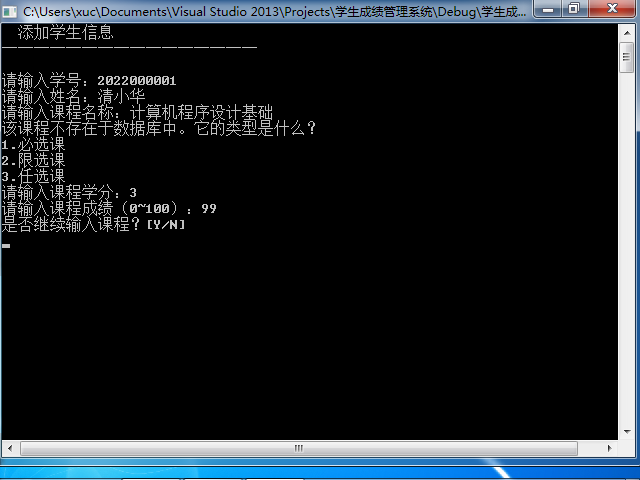 C:\Users\xuc\Documents\Visual Studio 2013\Projects\学生成绩管理系统\Debug\学生成...
添加学生信息
————————————————
请输入学号：2022000001
请输入姓名：清小华
请输入课程名称：计算机程序设计基础
该课程不存在于数据库中。它的类型是什么？
1.必选课
2.限选课
3.任选课
请输入课程学分：3
请输入课程成绩（0~100）：99
是否继续输入课程？[Y/N]